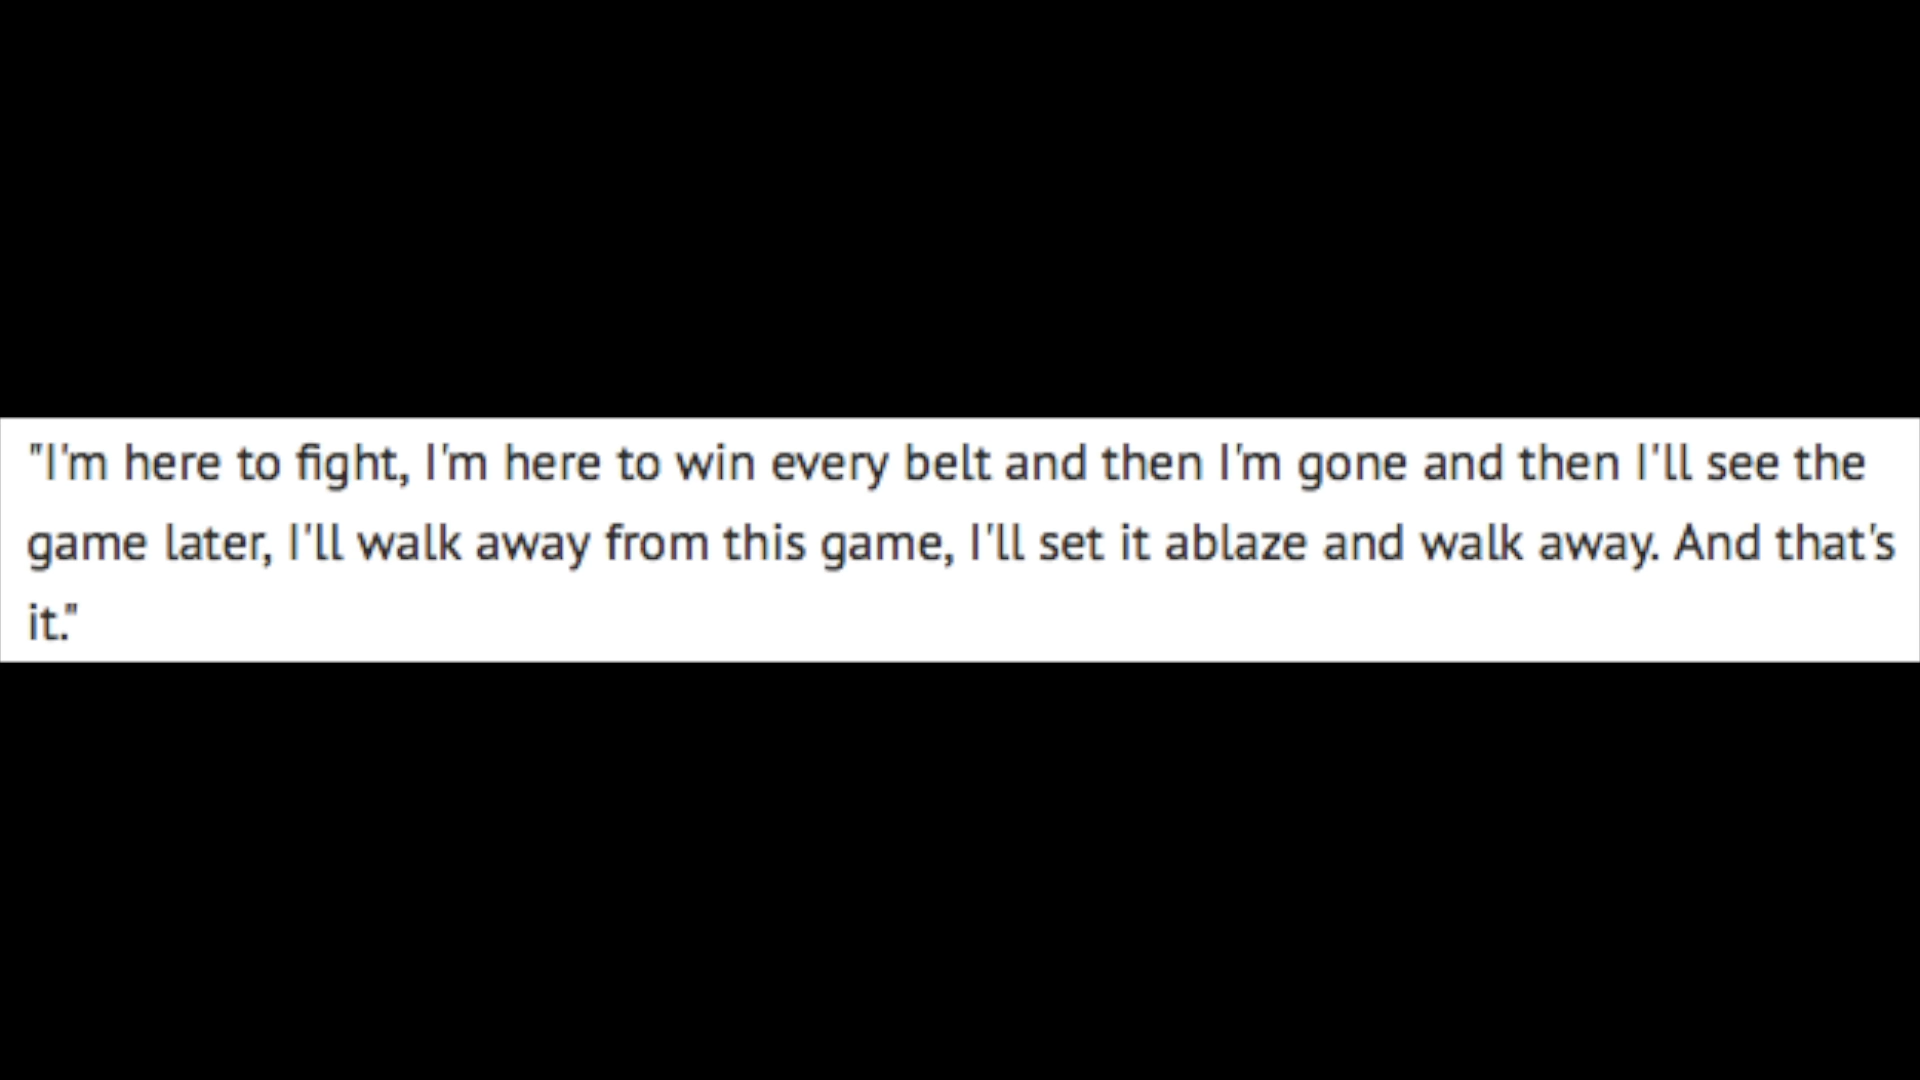 "I'm here to fight, I'm here to win every belt and then I'm gone and then I'll see the
game later, I'll walk away from this game, I'll set it ablaze and walk away. And that's
it."